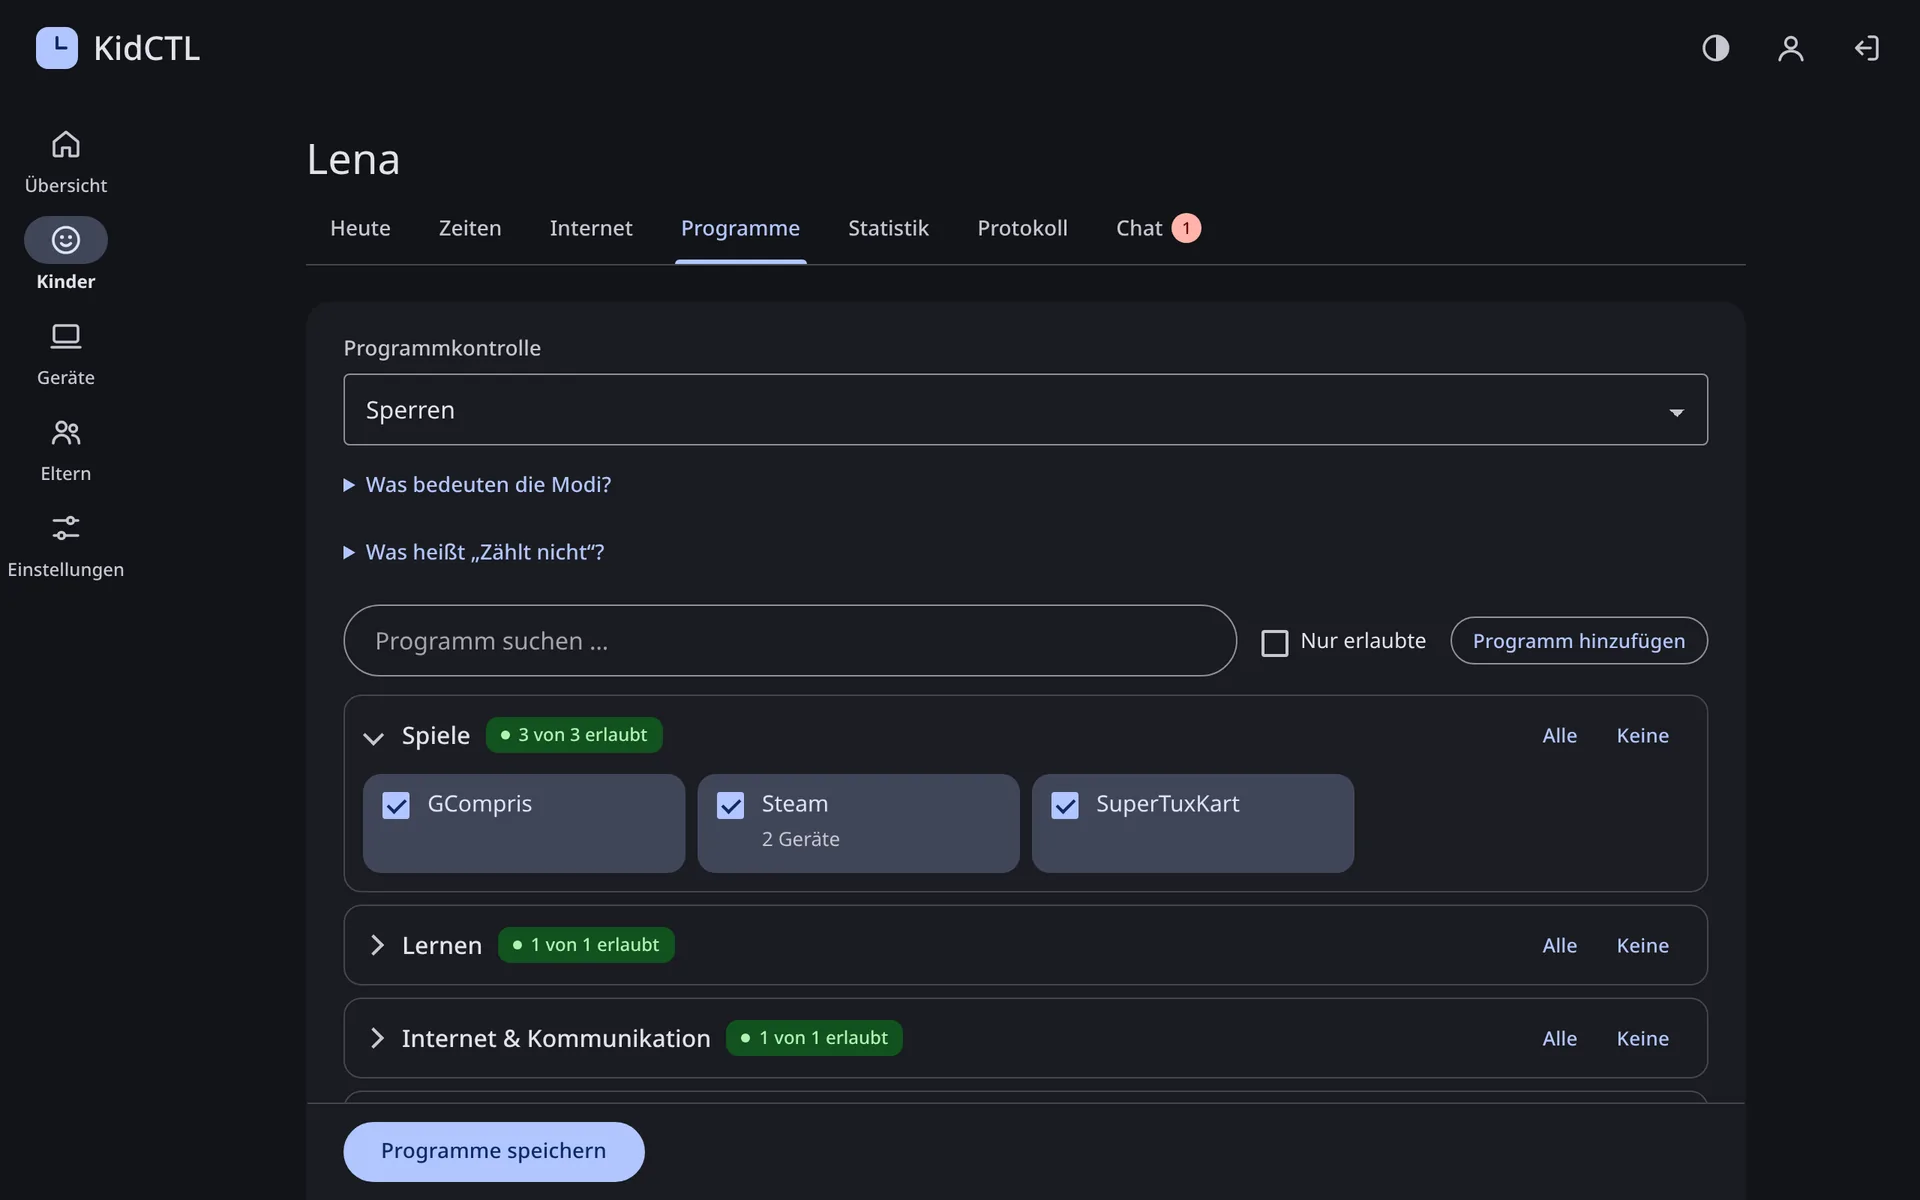 KidCTL
Übersicht
Kinder
Geräte
Eltern
Einstellungen
Lena
Heute Zeiten Internet Programme Statistik Protokoll Chat 1
Programmkontrolle
Sperren
Was bedeuten die Modi?
Was heißt „Zählt nicht“?
Programm suchen ... Nur erlaubte Programm hinzufügen
Spiele 3 von 3 erlaubt Alle Keine
GCompris Steam SuperTuxKart
2 Geräte
Lernen 1 von 1 erlaubt Alle Keine
Internet & Kommunikation 1 von 1 erlaubt Alle Keine
Programme speichern